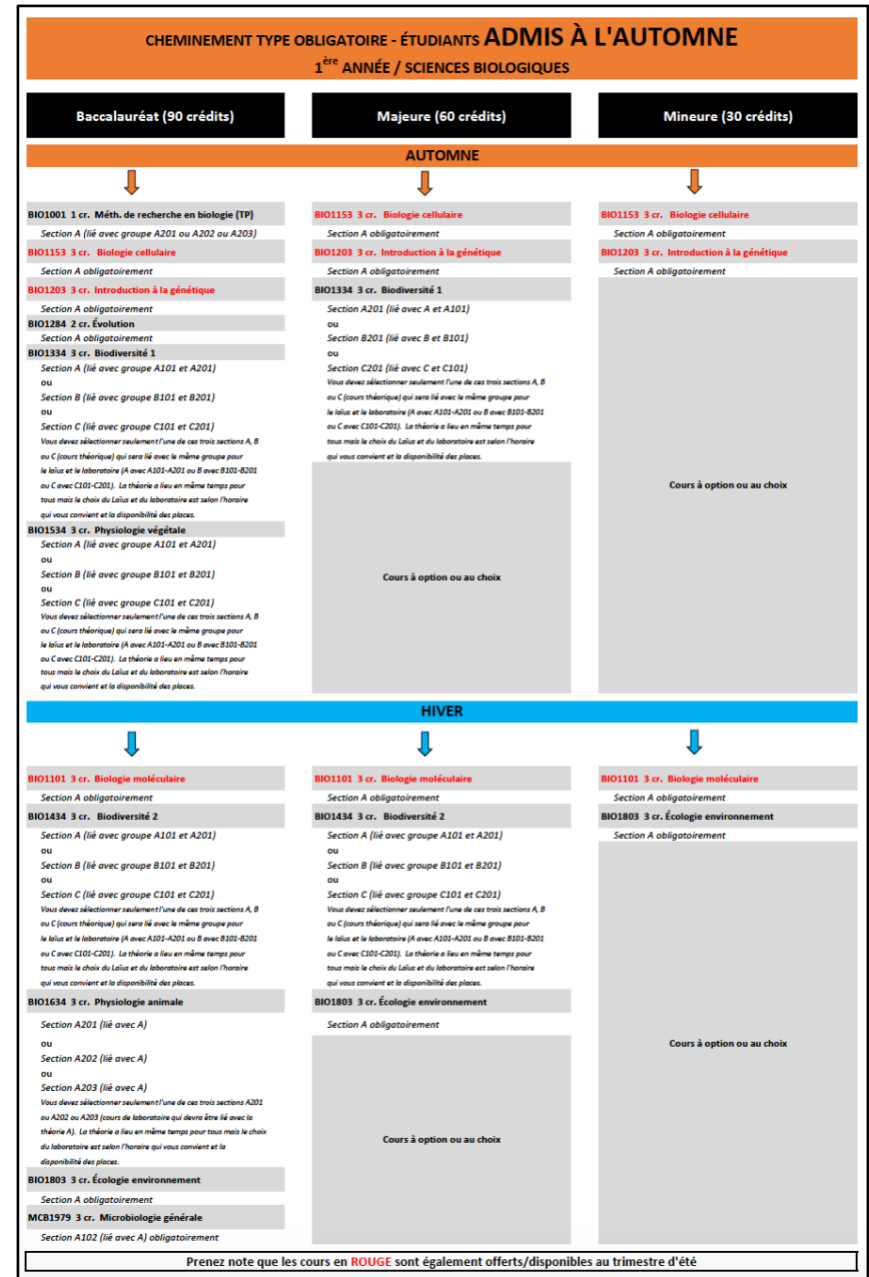 CHEMINEMENT TYPE OBLIGATOIRE - ÉTUDIANTS ADMIS À L'AUTOMNE
1ère ANNÉE / SCIENCES BIOLOGIQUES
Baccalauréat (90 crédits)
Majeure (60 crédits)
Mineure (30 crédits)
AUTOMNE
BIO1001 1 cr. Méth. de recherche en biologie (TP)
Section A (lié avec groupe A201 ou A202 ou A203)
BIO1153 3 cr. Biologie cellulaire
Section A obligatoirement
BIO1203 3 cr. Introduction à la génétique
Section A obligatoirement
BIO1284 2 cr. Évolution
Section A obligatoirement
BIO1334 3 cr. Biodiversité 1
Section A (lié avec groupe A101 et A201)
ou
Section B (lié avec groupe B101 et B201)
ou
Section C (lié avec groupe C101 et C201)
Vous devez sélectionner seulement l'une de ces trois sections A, B
ou C (cours théorique) qui sera lié avec le même groupe pour
le laïus et le laboratoire (A avec A101-A201 ou B avec B101-B201
ou C avec C101-C201). La théorie a lieu en même temps pour
tous mais le choix du Laïus et du laboratoire est selon l'horaire
qui vous convient et la disponibilité des places.
BIO1534 3 cr. Physiologie végétale
Section A (lié avec groupe A101 et A201)
ou
Section B (lié avec groupe B101 et B201)
ou
Section C (lié avec groupe C101 et C201)
Vous devez sélectionner seulement l'une de ces trois sections A, B
ou C (cours théorique) qui sera lié avec le même groupe pour
le laïus et le laboratoire (A avec A101-A201 ou B avec B101-B201
ou C avec C101-C201). La théorie a lieu en même temps pour
tous mais le choix du Laïus et du laboratoire est selon l'horaire
qui vous convient et la disponibilité des places.
BIO1153 3 cr. Biologie cellulaire
Section A obligatoirement
BIO1203 3 cr. Introduction à la génétique
Section A obligatoirement
BIO1334 3 cr. Biodiversité 1
Section A201 (lié avec A et A101)
ou
Section B201 (lié avec B et B101)
ou
Section C201 (lié avec C et C101)
Vous devez sélectionner seulement l'une de ces trois sections A, B
ou C (cours théorique) qui sera lié avec le même groupe pour
le laïus et le laboratoire (A avec A101-A201 ou B avec B101-B201
ou C avec C101-C201). La théorie a lieu en même temps pour
tous mais le choix du Laïus et du laboratoire est selon l'horaire
qui vous convient et la disponibilité des places.
Cours à option ou au choix
BIO1153 3 cr. Biologie cellulaire
Section A obligatoirement
BIO1203 3 cr. Introduction à la génétique
Section A obligatoirement
Cours à option ou au choix
HIVER
BIO1101 3 cr. Biologie moléculaire
Section A obligatoirement
BIO1434 3 cr. Biodiversité 2
Section A (lié avec groupe A101 et A201)
ou
Section B (lié avec groupe B101 et B201)
ou
Section C (lié avec groupe C101 et C201)
Vous devez sélectionner seulement l'une de ces trois sections A, B
ou C (cours théorique) qui sera lié avec le même groupe pour
le laïus et le laboratoire (A avec A101-A201 ou B avec B101-B201
ou C avec C101-C201). La théorie a lieu en même temps pour
tous mais le choix du Laïus et du laboratoire est selon l'horaire
qui vous convient et la disponibilité des places.
BIO1634 3 cr. Physiologie animale
Section A201 (lié avec A)
ou
Section A202 (lié avec A)
ou
Section A203 (lié avec A)
Vous devez sélectionner seulement l'une de ces trois sections A201
ou A202 ou A203 (cours de laboratoire qui devra être lié avec la
théorie A). La théorie a lieu en même temps pour tous mais le choix
du laboratoire est selon l'horaire qui vous convient et la
disponibilité des places.
BIO1803 3 cr. Écologie environnement
Section A obligatoirement
MCB1979 3 cr. Microbiologie générale
Section A102 (lié avec A) obligatoirement
BIO1101 3 cr. Biologie moléculaire
Section A obligatoirement
BIO1434 3 cr. Biodiversité 2
Section A (lié avec groupe A101 et A201)
ou
Section B (lié avec groupe B101 et B201)
ou
Section C (lié avec groupe C101 et C201)
Vous devez sélectionner seulement l'une de ces trois sections A, B
ou C (cours théorique) qui sera lié avec le même groupe pour
le laïus et le laboratoire (A avec A101-A201 ou B avec B101-B201
ou C avec C101-C201). La théorie a lieu en même temps pour
tous mais le choix du Laïus et du laboratoire est selon l'horaire
qui vous convient et la disponibilité des places.
BIO1803 3 cr. Écologie environnement
Section A obligatoirement
Cours à option ou au choix
BIO1101 3 cr. Biologie moléculaire
Section A obligatoirement
BIO1803 3 cr. Écologie environnement
Section A obligatoirement
Cours à option ou au choix
Prenez note que les cours en ROUGE sont également offerts/disponibles au trimestre d'été